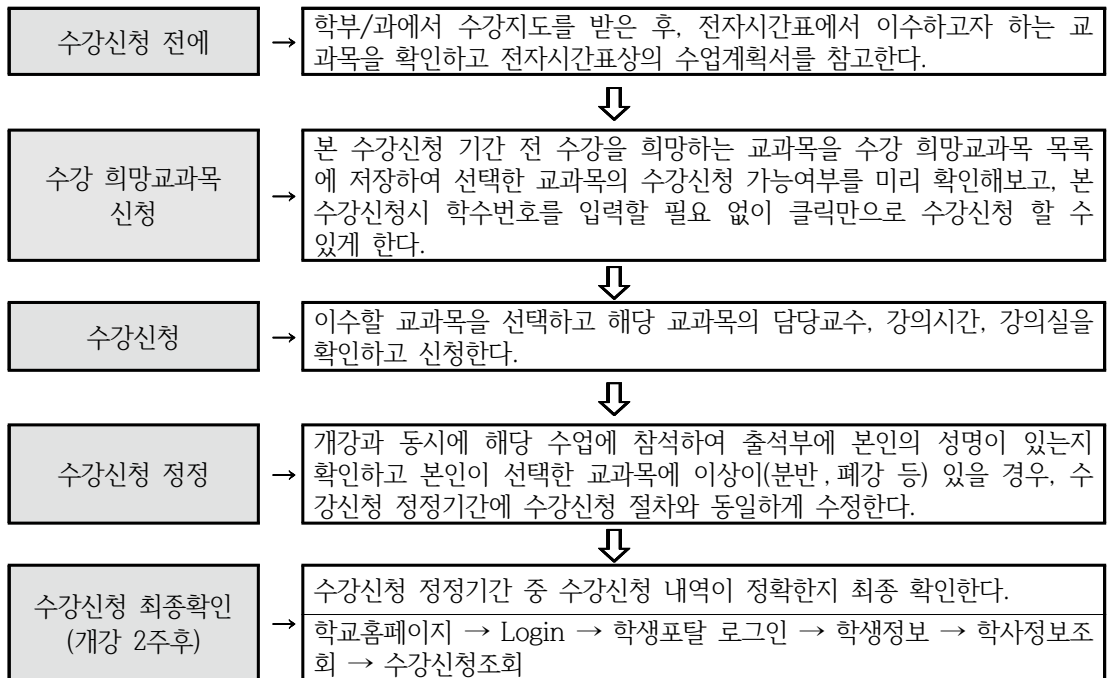 수강신청 전에
→
학부/과에서 수강지도를 받은 후, 전자시간표에서 이수하고자 하는 교
과목을 확인하고 전자시간표상의 수업계획서를 참고한다.
수강 희망교과목
신청
→
본 수강신청 기간 전 수강을 희망하는 교과목을 수강 희망교과목 목록
에 저장하여 선택한 교과목의 수강신청 가능여부를 미리 확인해보고, 본
수강신청시 학수번호를 입력할 필요 없이 클릭만으로 수강신청 할 수
있게 한다.
수강신청
→
이수할 교과목을 선택하고 해당 교과목의 담당교수, 강의시간, 강의실을
확인하고 신청한다.
수강신청 정정
→
개강과 동시에 해당 수업에 참석하여 출석부에 본인의 성명이 있는지
확인하고 본인이 선택한 교과목에 이상이(분반, 폐강 등) 있을 경우, 수
강신청 정정기간에 수강신청 절차와 동일하게 수정한다.
수강신청 최종확인
(개강 2주후)
→
수강신청 정정기간 중 수강신청 내역이 정확한지 최종 확인한다.
학교홈페이지 → Login → 학생포탈 로그인 → 학생정보 → 학사정보조
회 → 수강신청조회